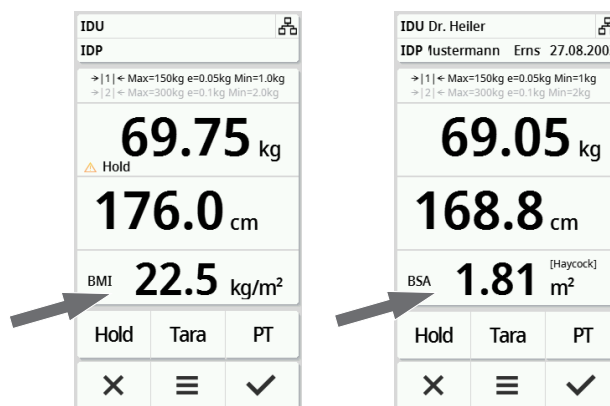 IDU
IDP
→|1|← Max=150kg e=0.05kg Min=1.0kg
→|2|← Max=300kg e=0.1kg Min=2.0kg
69.75 kg
Hold
176.0 cm
BMI 22.5 kg/m²
Hold Tara PT
IDU Dr. Heiler
IDP Mustermann Erns 27.08.200
→|1|← Max=150kg e=0.05kg Min=1kg
→|2|← Max=300kg e=0.1kg Min=2kg
69.05 kg
168.8 cm
[Haycock]
BSA 1.81 m²
Hold Tara PT